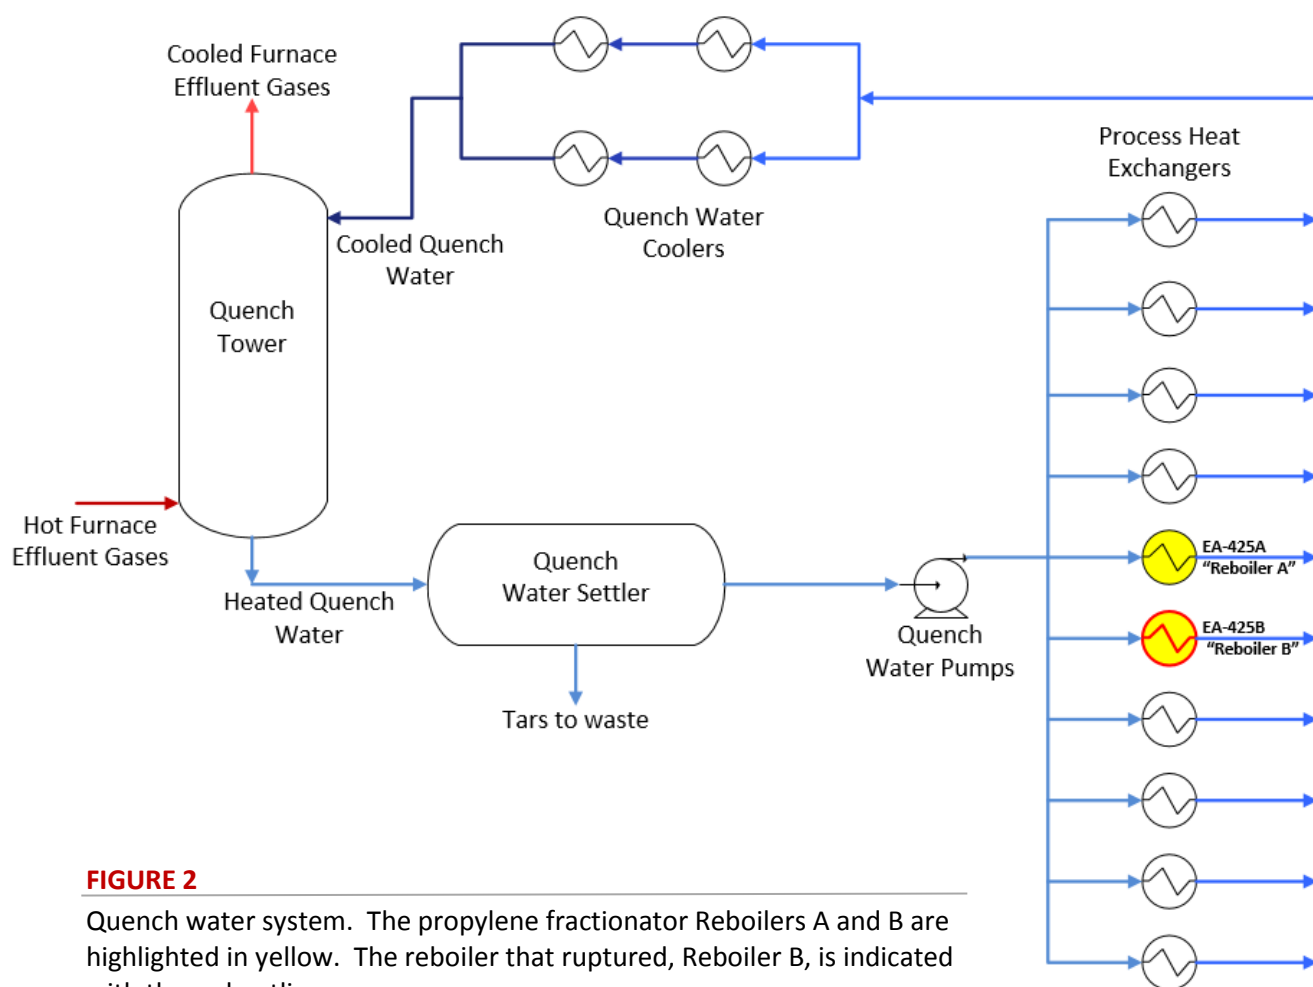 Cooled Furnace
Effluent Gases
Process Heat
Exchangers
Quench Water
Coolers
Cooled Quench
Water
Quench
Tower
Hot Furnace
Effluent Gases
Heated Quench
Water
Quench
Water Settler
Quench
Water Pumps
EA-425A
“Reboiler A”
EA-425B
“Reboiler B”
Tars to waste
FIGURE 2
Quench water system. The propylene fractionator Reboilers A and B are
highlighted in yellow. The reboiler that ruptured, Reboiler B, is indicated